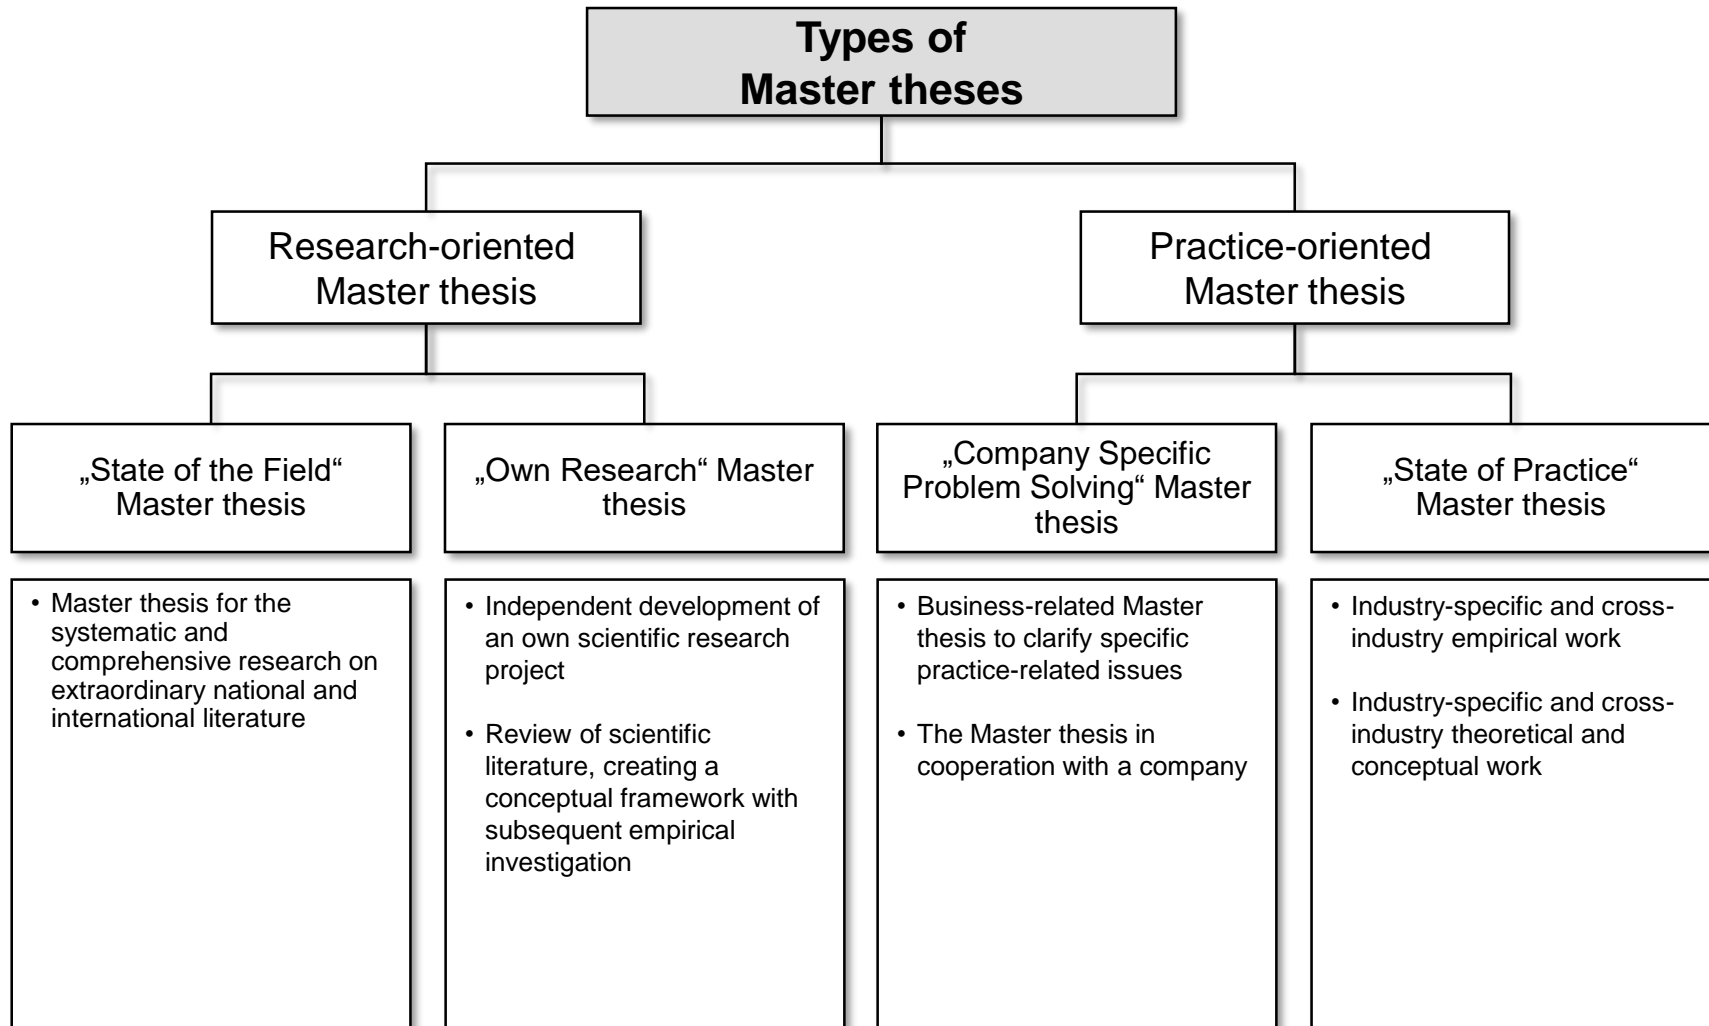 Types of
Master theses
Research-oriented
Master thesis
Practice-oriented
Master thesis
„State of the Field“
Master thesis
„Own Research“ Master
thesis
„Company Specific
Problem Solving“ Master
thesis
„State of Practice“
Master thesis
• Master thesis for the
systematic and
comprehensive research on
extraordinary national and
international literature
• Independent development of
an own scientific research
project
• Review of scientific
literature, creating a
conceptual framework with
subsequent empirical
investigation
• Business-related Master
thesis to clarify specific
practice-related issues
• The Master thesis in
cooperation with a company
• Industry-specific and cross-
industry empirical work
• Industry-specific and cross-
industry theoretical and
conceptual work